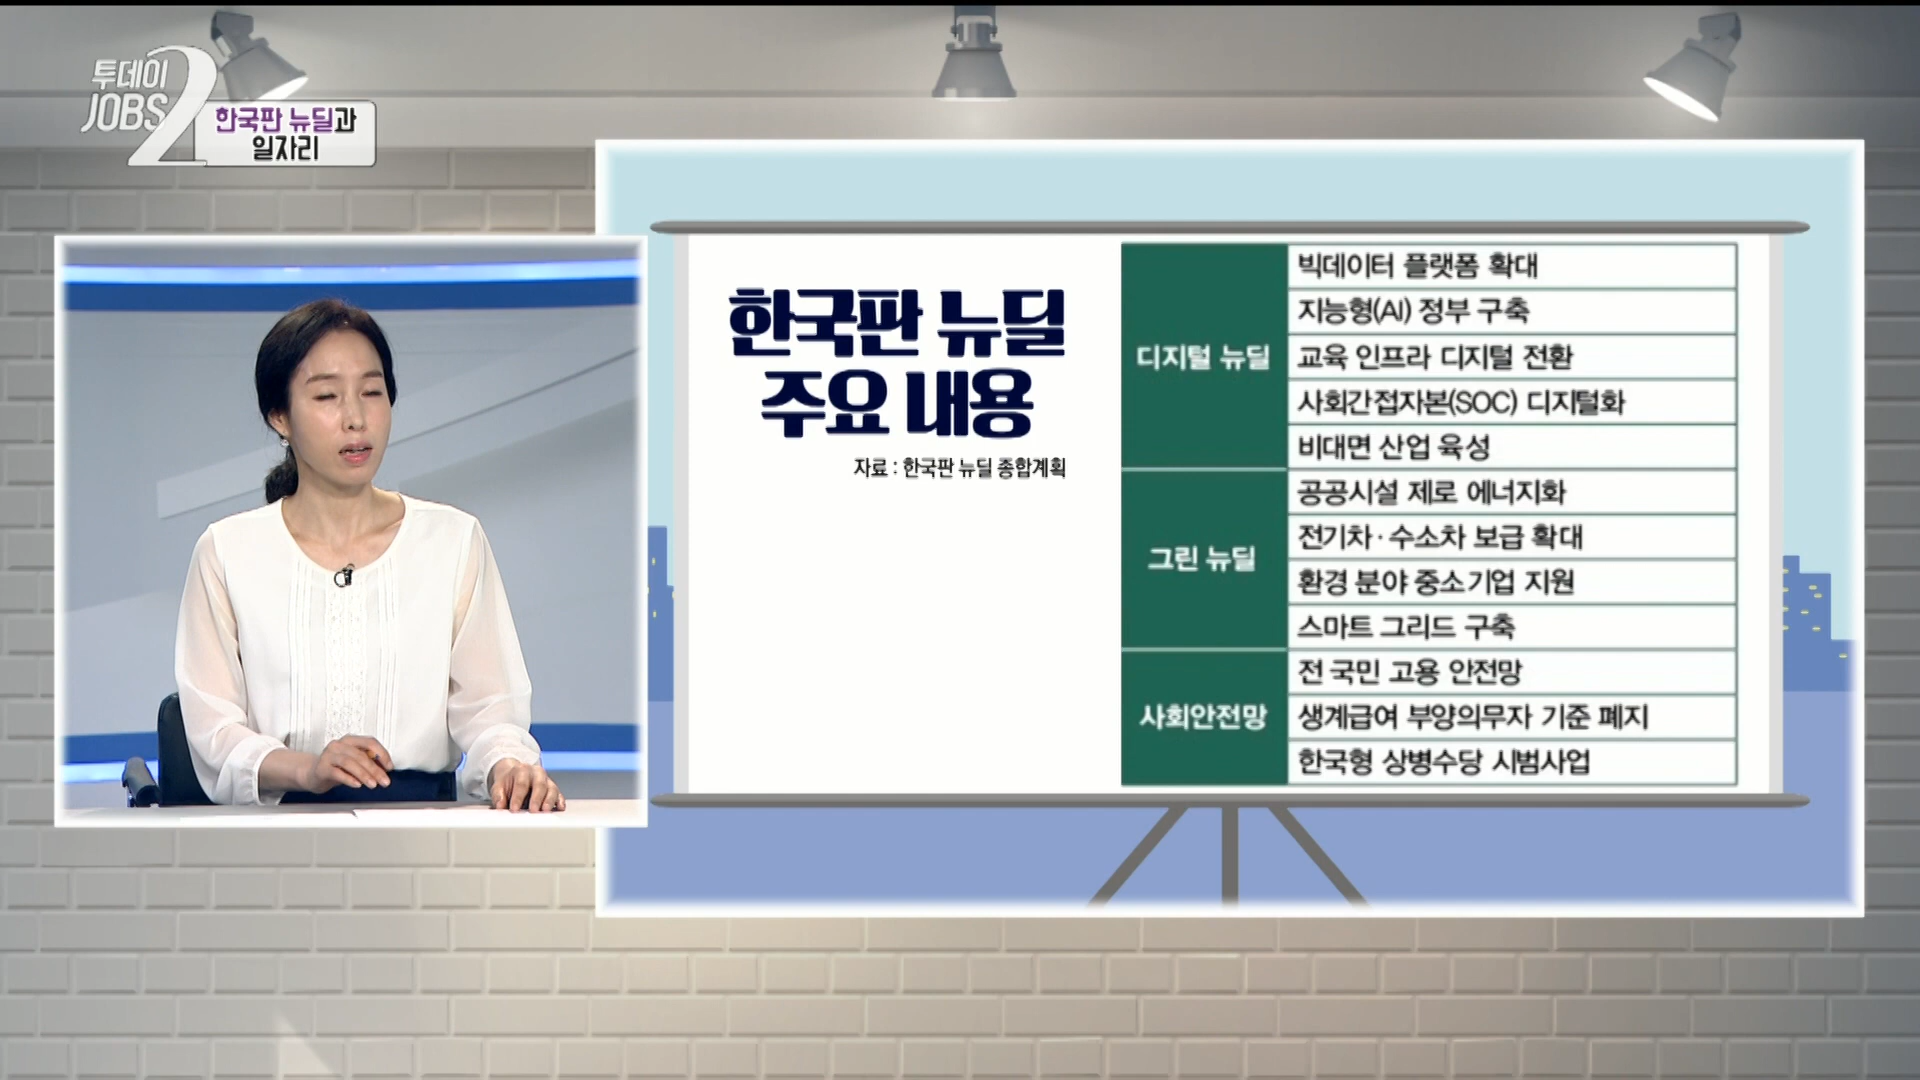 투데이
JOBS 2
한국판 뉴딜과
일자리
한국판 뉴딜
주요 내용
자료 : 한국판 뉴딜 종합계획
디지털 뉴딜
빅데이터 플랫폼 확대
지능형(AI) 정부 구축
교육 인프라 디지털 전환
사회간접자본(SOC) 디지털화
비대면 산업 육성
그린 뉴딜
공공시설 제로 에너지화
전기차·수소차 보급 확대
환경 분야 중소기업 지원
스마트 그리드 구축
사회안전망
전 국민 고용 안전망
생계급여 부양의무자 기준 폐지
한국형 상병수당 시범사업